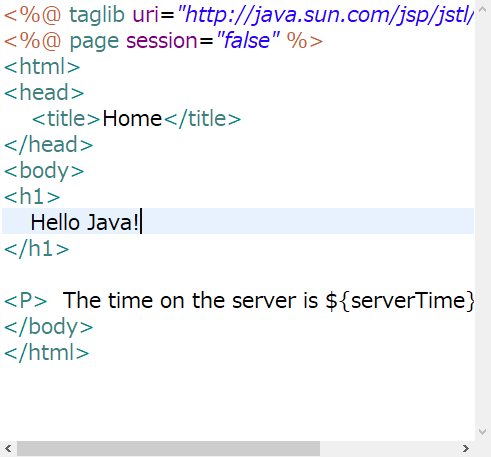 <%@ taglib uri="http://java.sun.com/jsp/jstl/
<%@ page session="false" %>
<html>
<head>
    <title>Home</title>
</head>
<body>
<h1>
    Hello Java!
</h1>
<P>  The time on the server is ${serverTime}
</body>
</html>